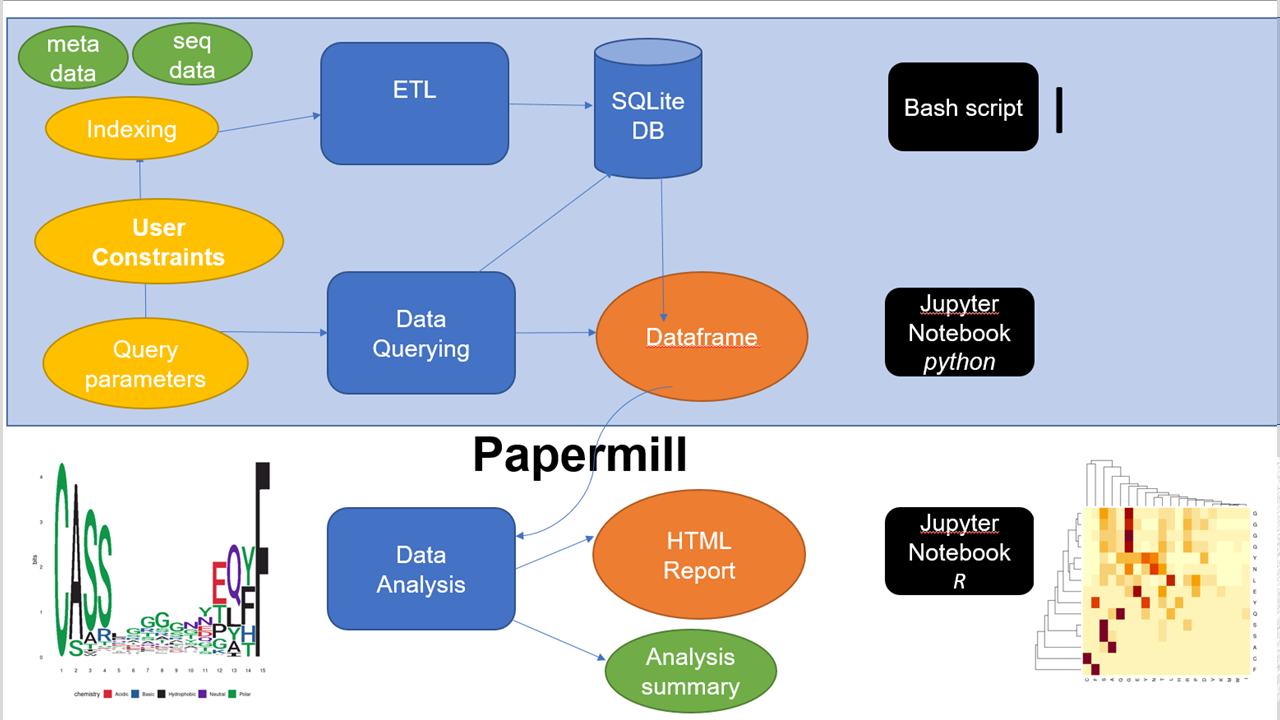 meta
data
seq
data
Indexing
ETL
SQLite
DB
Bash script
User
Constraints
Query
parameters
Data
Querying
Dataframe
Jupyter
Notebook
python
Papermill
Data
Analysis
HTML
Report
Analysis
summary
Jupyter
Notebook
R
bits
4
3
2
1
0
CASS
1 2 3 4 5 6 7 8 9 10 11 12 13 14 15
chemistry Acidic Basic Hydrophobic Neutral Polar
G
G
G
G
Y
N
L
E
Y
Q
S
S
A
C
F